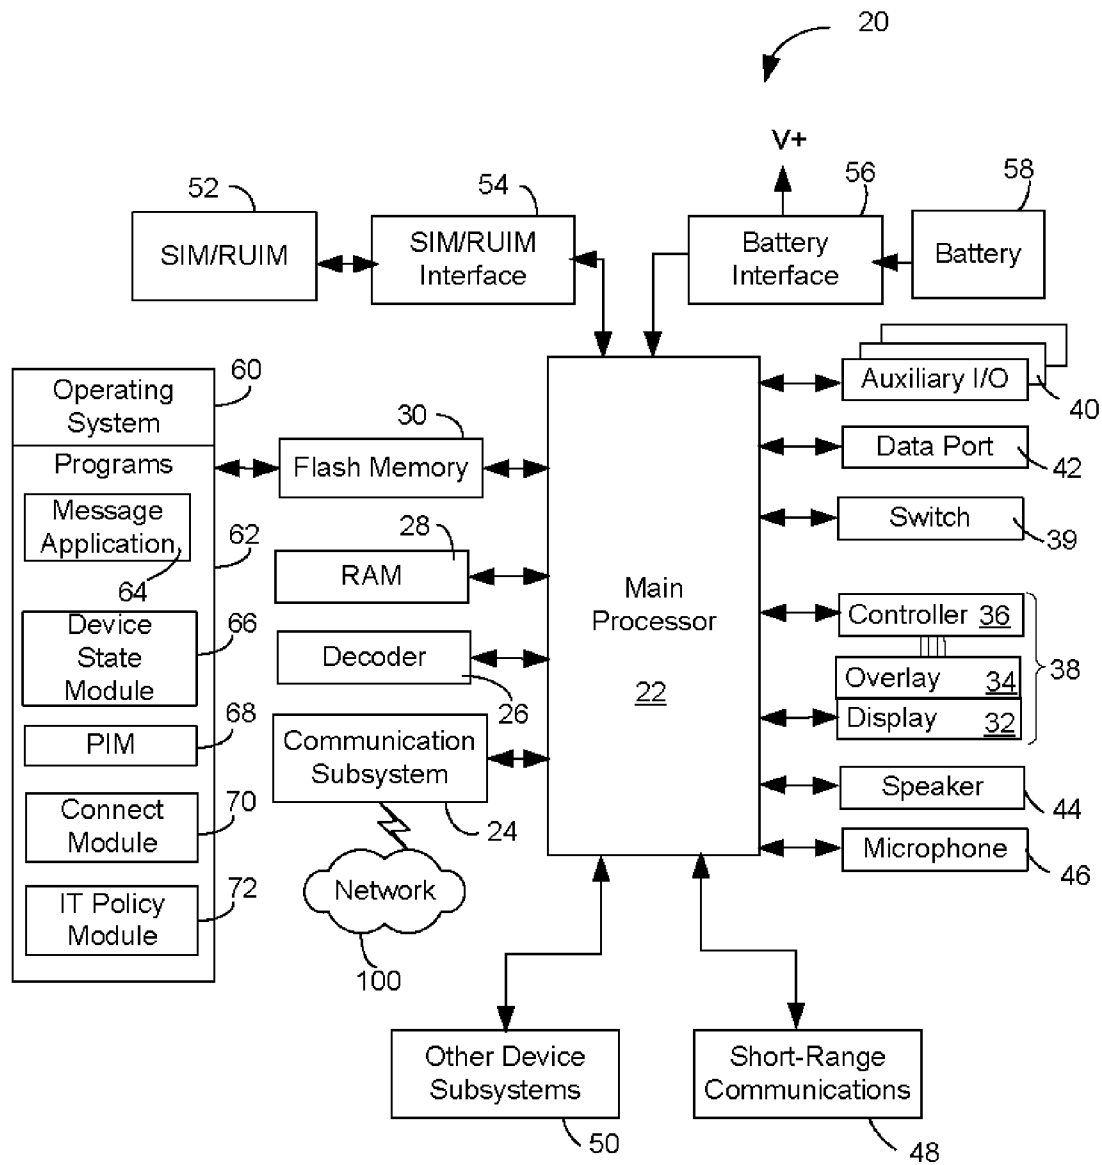 20
V+
52
54
56
58
SIM/RUIM
SIM/RUIM
Interface
Battery
Interface
Battery
60
Operating
System
30
Auxiliary I/O
40
Programs
Flash Memory
Data Port
42
Message
Application
64
62
28
RAM
Switch
39
Main
Processor
22
Device
State
Module
66
Decoder
26
Controller 36
Overlay 34
Display 32
38
PIM
68
Communication
Subsystem
24
Speaker
44
Connect
Module
70
Microphone
46
IT Policy
Module
72
Network
100
Other Device
Subsystems
50
Short-Range
Communications
48